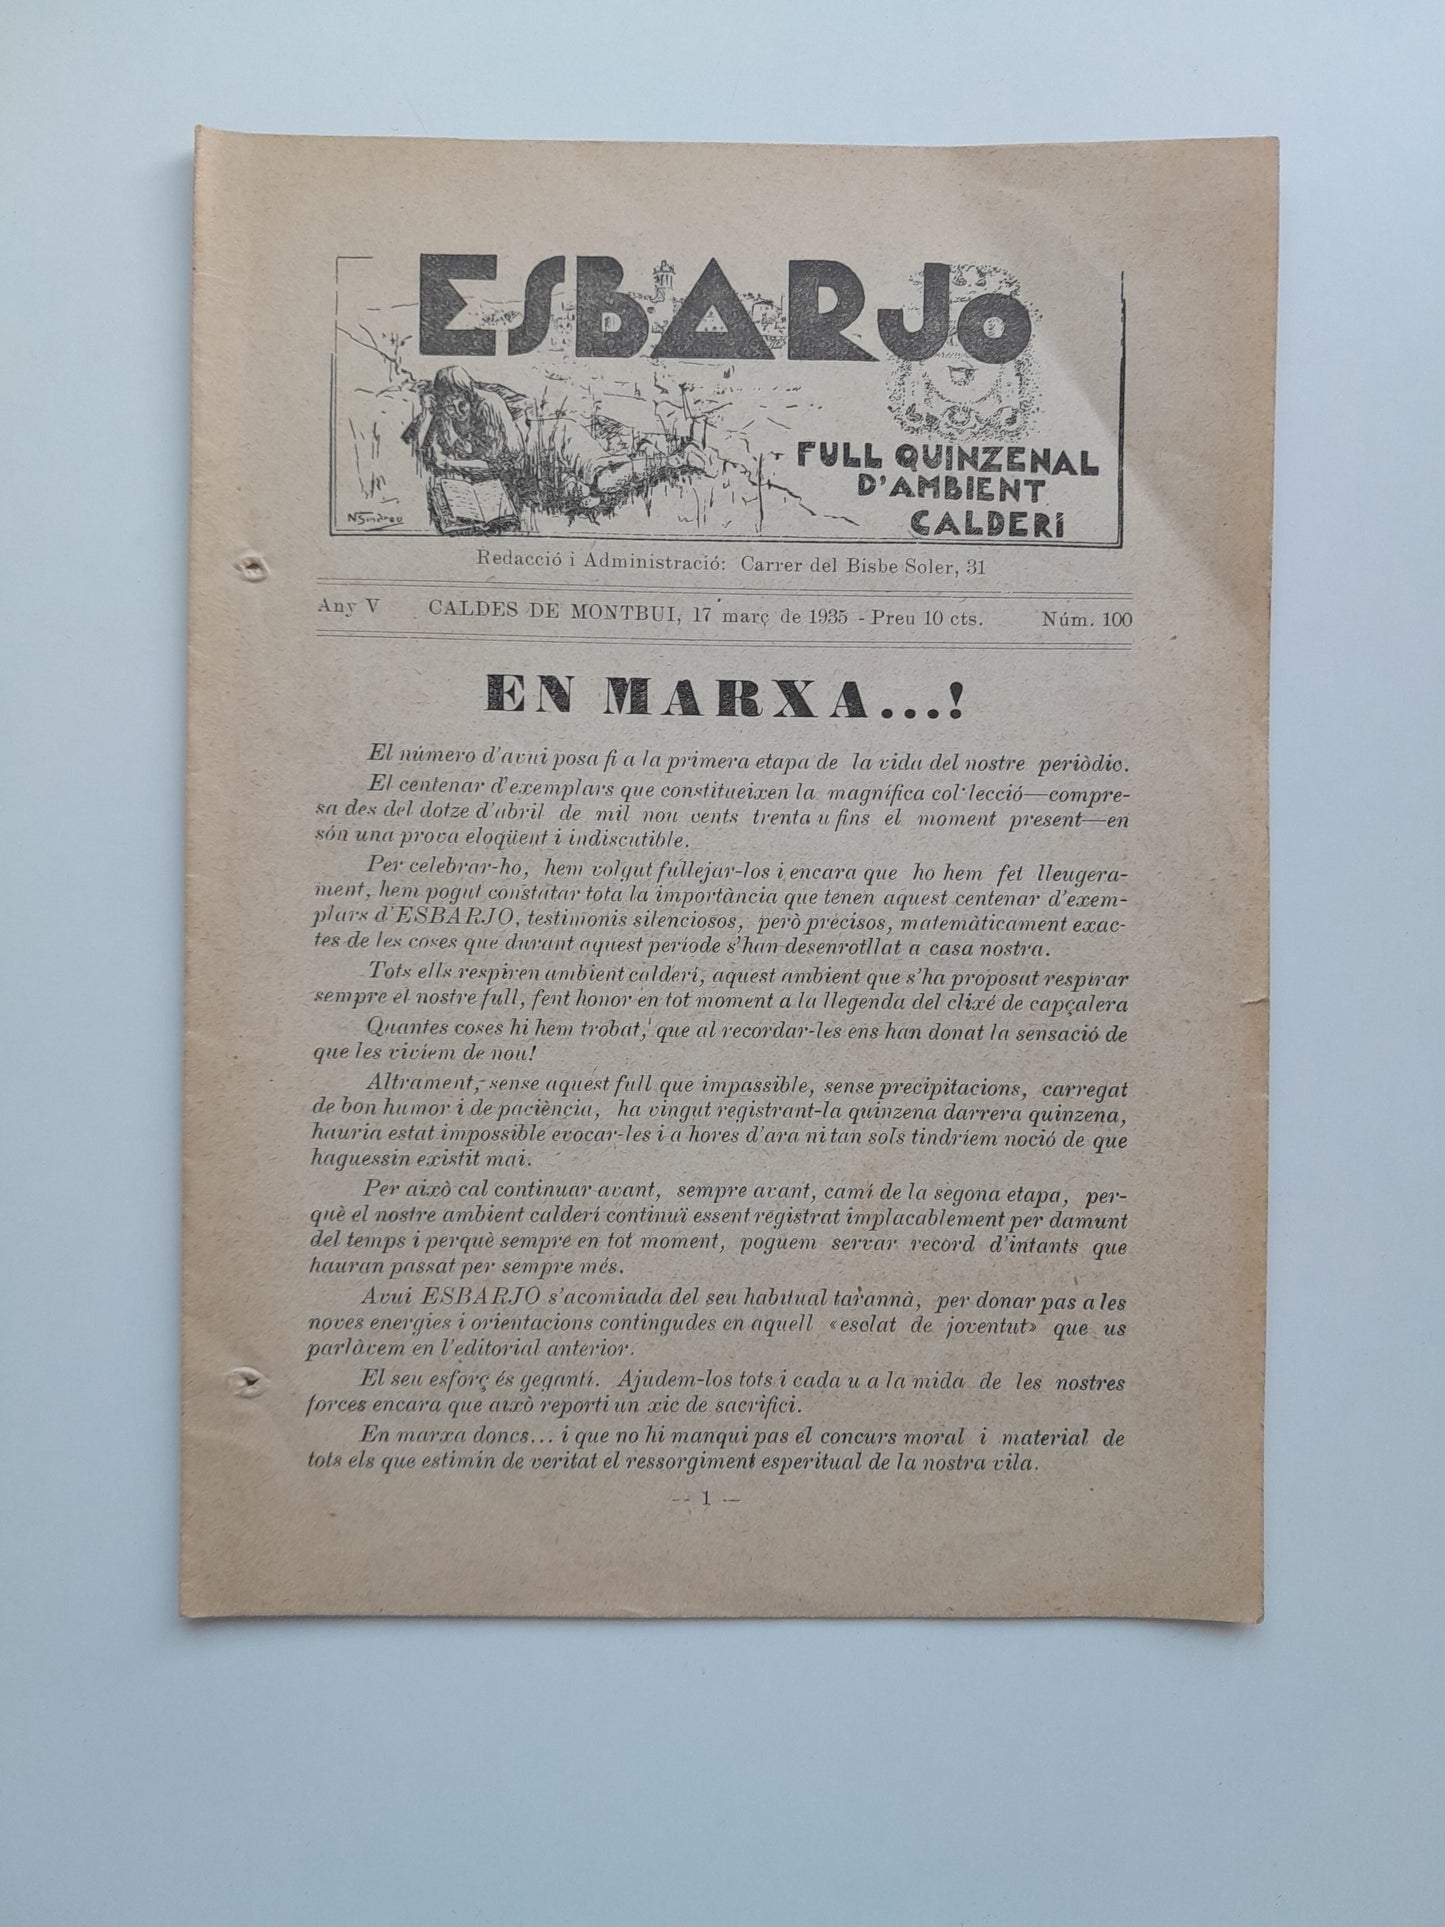 ESBARJO
FULL QUINZENAL
D'AMBIENT
CALDERÍ
Redacció i Administració: Carrer del Bisbe Soler, 31
Any V CALDES DE MONTBUI, 17 març de 1935 - Preu 10 cts. Núm. 100
EN MARXA...!
El número d'avui posa fi a la primera etapa de la vida del nostre periòdic.
El centenar d'exemplars que constitueixen la magnífica col·lecció—compre-
sa des del dotze d'abril de mil nou cents trenta u fins el moment present—en
són una prova eloqüent i indiscutible.
Per celebrar-ho, hem volgut fullejar-los i encara que ho hem fet lleugera-
ment, hem pogut constatar tota la importància que tenen aquest centenar d'exem-
plars d'ESBARJO, testimonis silenciosos, però précisos, matemàticament exac-
tes de les coses que durant aquest període s'han desenrotllat a casa nostra.
Tots ells respiren ambient calderí, aquest ambient que s'ha proposat respirar
sempre el nostre full, fent honor en tot moment a la llegenda del clixé de capçalera
Quantes coses hi hem trobat, que al recordar-les ens han donat la sensació de
que les vivíem de nou!
Altrament, sense aquest full que impassible, sense precipitacions, carregat
de bon humor i de paciència, ha vingut registrant-la quinzena darrera quinzena,
hauria estat impossible evocar-les i a hores d'ara ni tan sols tindríem noció de que
haguessin existit mai.
Per això cal continuar avant, sempre avant, camí de la segona etapa, per-
què el nostre ambient calderí continuï essent registrat implacablement per damunt
del temps i perquè sempre en tot moment, poguem servar record d'intants que
hauran passat per sempre més.
Avui ESBARJO s'acomiada del seu habitual tarannà, per donar pas a les
noves energies i orientacions contingudes en aquell «esclat de joventut» que us
parlàvem en l'editorial anterior.
El seu esforç és gegantí. Ajudem-los tots i cada u a la mida de les nostres
forces encara que això reporti un xic de sacrifici.
En marxa doncs... i que no hi manqui pas el concurs moral i material de
tots els que estimin de veritat el ressorgiment esperitual de la nostra vila.
-- 1 --